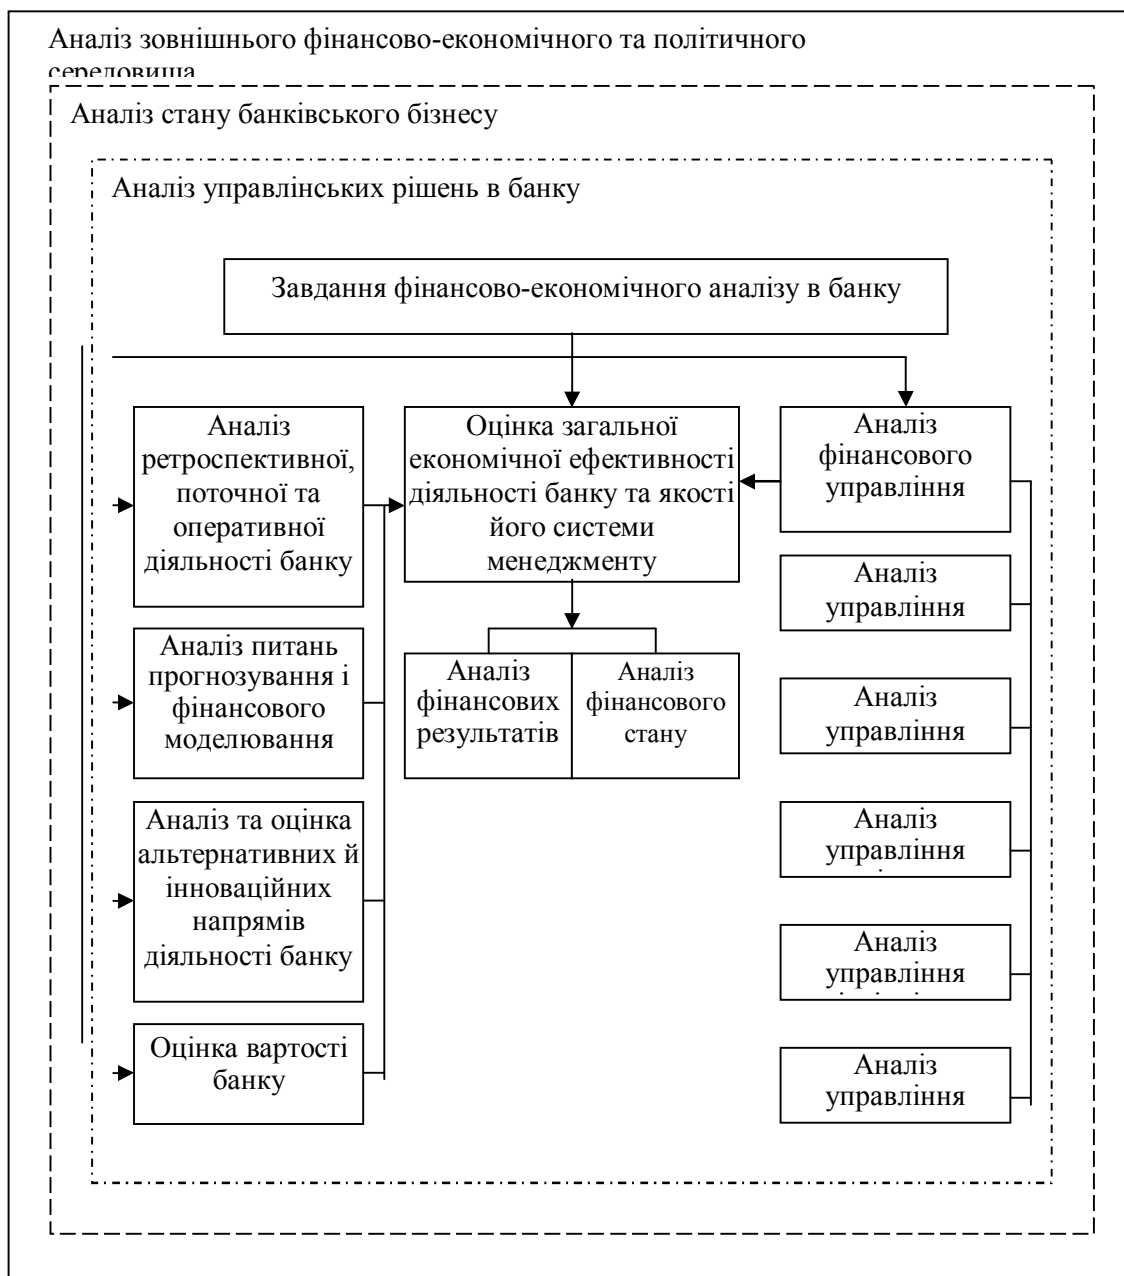 Аналіз зовнішнього фінансово-економічного та політичного
середовища
Аналіз стану банківського бізнесу
Аналіз управлінських рішень в банку
Завдання фінансово-економічного аналізу в банку
Аналіз
ретроспективної,
поточної та
оперативної
діяльності банку
Оцінка загальної
економічної ефективності
діяльності банку та якості
його системи
менеджменту
Аналіз
фінансового
управління
Аналіз
управління
Аналіз питань
прогнозування і
фінансового
моделювання
Аналіз
фінансових
результатів
Аналіз
фінансового
стану
Аналіз
управління
Аналіз та оцінка
альтернативних й
інноваційних
напрямів
діяльності банку
Аналіз
управління
Аналіз
управління
Оцінка вартості
банку
Аналіз
управління